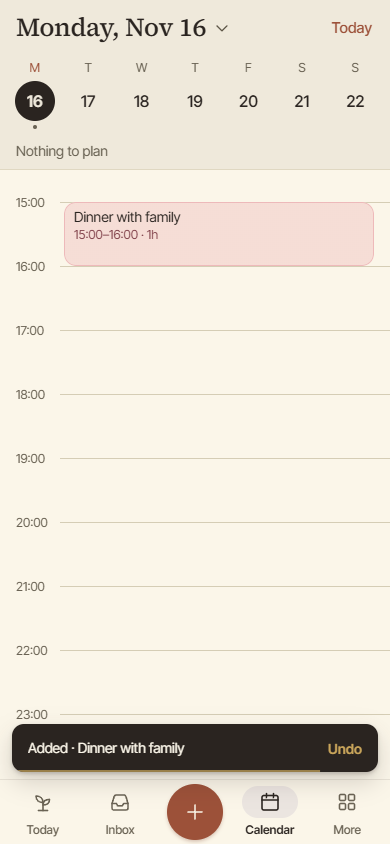 Monday, Nov 16
Today
M T W T F S S
16 17 18 19 20 21 22
Nothing to plan
15:00
Dinner with family
15:00–16:00 · 1h
16:00
17:00
18:00
19:00
20:00
21:00
22:00
23:00
Added · Dinner with family Undo
Today Inbox Calendar More